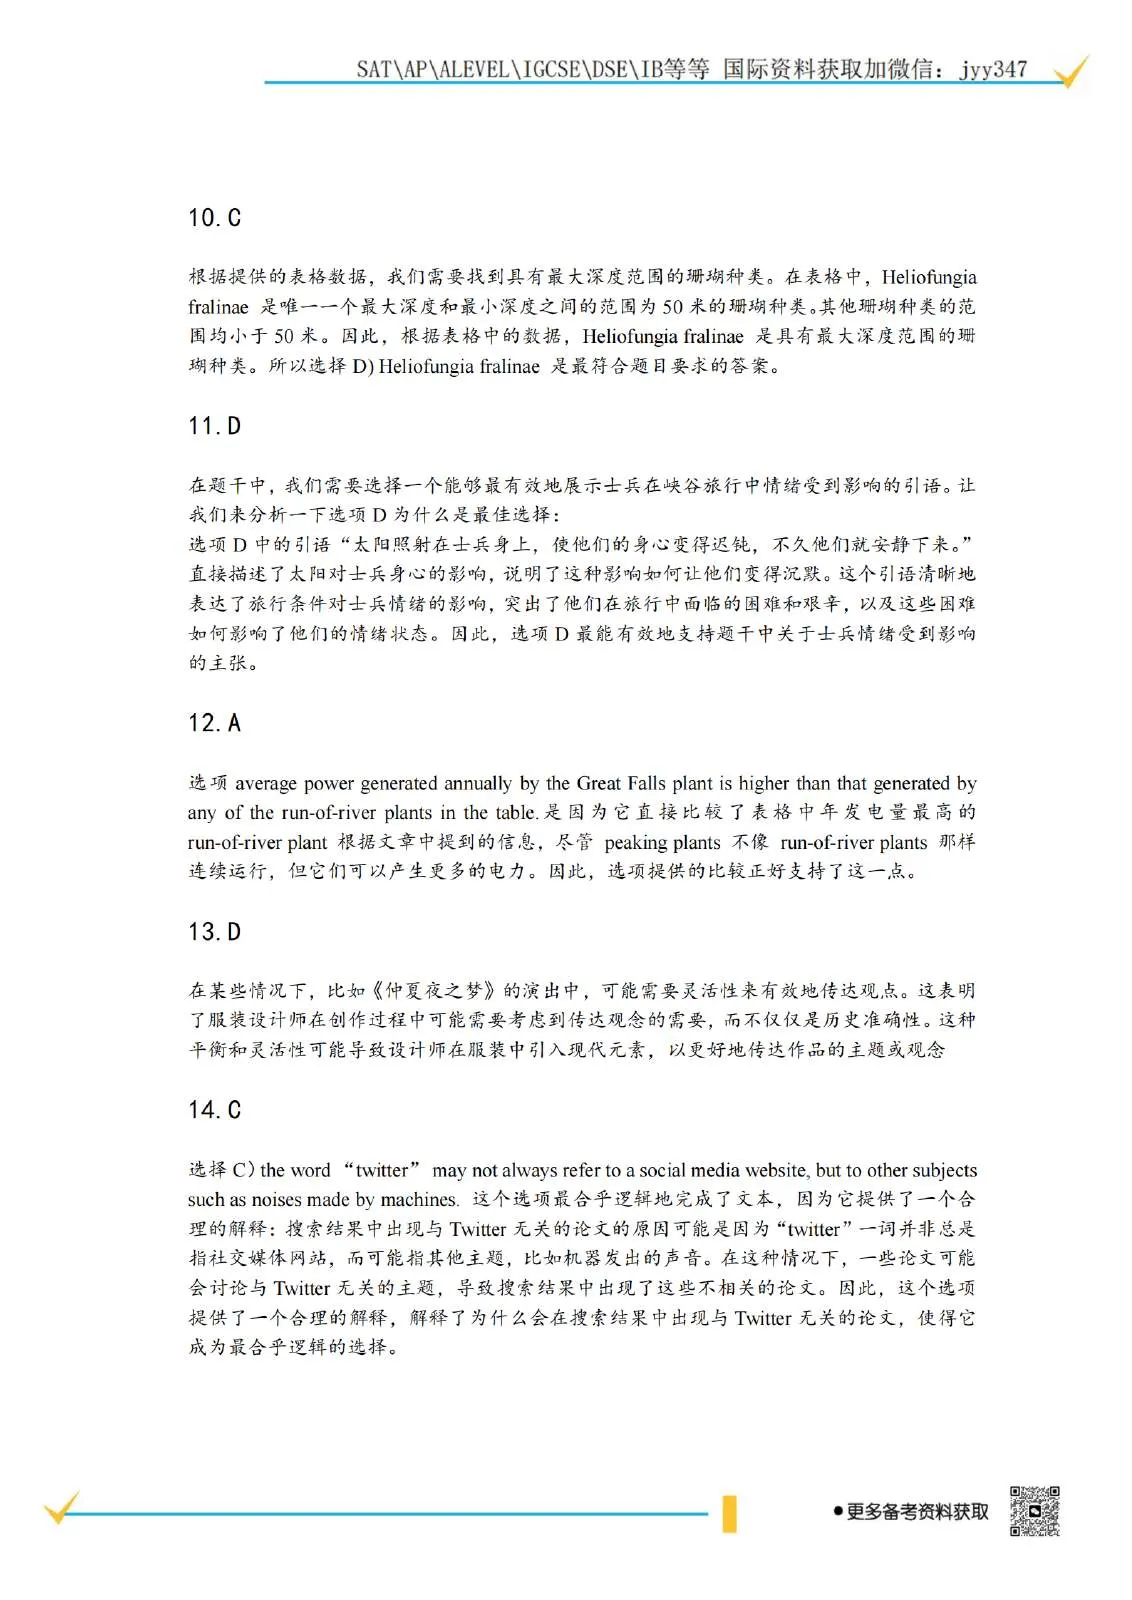 SAT\AP\ALEVEL\IGCSE\DSE\IB等等 国际资料获取加微信：jyy347
10. C
根据提供的表格数据，我们需要找到具有最大深度范围的珊瑚种类。在表格中，Heliofungia
fralinae 是唯一一个最大深度和最小深度之间的范围为 50 米的珊瑚种类。其他珊瑚种类的范
围均小于 50 米。因此，根据表格中的数据，Heliofungia fralinae 是具有最大深度范围的珊
瑚种类。所以选择 D) Heliofungia fralinae 是最符合题目要求的答案。
11. D
在题干中，我们需要选择一个能够最有效地展示士兵在峡谷旅行中情绪受到影响的引语。让
我们来分析一下选项 D 为什么是最佳选择：
选项 D 中的引语“太阳照射在士兵身上，使他们的身心变得迟钝，不久他们就安静下来。”
直接描述了太阳对士兵身心的影响，说明了这种影响如何让他们变得沉默。这个引语清晰地
表达了旅行条件对士兵情绪的影响，突出了他们在旅行中面临的困难和艰辛，以及这些困难
如何影响了他们的情绪状态。因此，选项 D 最能有效地支持题干中关于士兵情绪受到影响
的主张。
12. A
选项 average power generated annually by the Great Falls plant is higher than that generated by
any of the run-of-river plants in the table.是因为它直接比较了表格中年发电量最高的
run-of-river plant 根据文章中提到的信息，尽管 peaking plants 不像 run-of-river plants 那样
连续运行，但它们可以产生更多的电力。因此，选项提供的比较正好支持了这一点。
13. D
在某些情况下，比如《仲夏夜之梦》的演出中，可能需要灵活性来有效地传达观点。这表明
了服装设计师在创作过程中可能需要考虑到传达观念的需要，而不仅仅是历史准确性。这种
平衡和灵活性可能导致设计师在服装中引入现代元素，以更好地传达作品的主题或观念
14. C
选择 C) the word “twitter” may not always refer to a social media website, but to other subjects
such as noises made by machines. 这个选项最合乎逻辑地完成了文本，因为它提供了一个合
理的解释：搜索结果中出现与 Twitter 无关的论文的原因可能是因为“twitter”一词并非总是
指社交媒体网站，而可能指其他主题，比如机器发出的声音。在这种情况下，一些论文可能
会讨论与 Twitter 无关的主题，导致搜索结果中出现了这些不相关的论文。因此，这个选项
提供了一个合理的解释，解释了为什么会在搜索结果中出现与 Twitter 无关的论文，使得它
成为最合乎逻辑的选择。
●更多备考资料获取